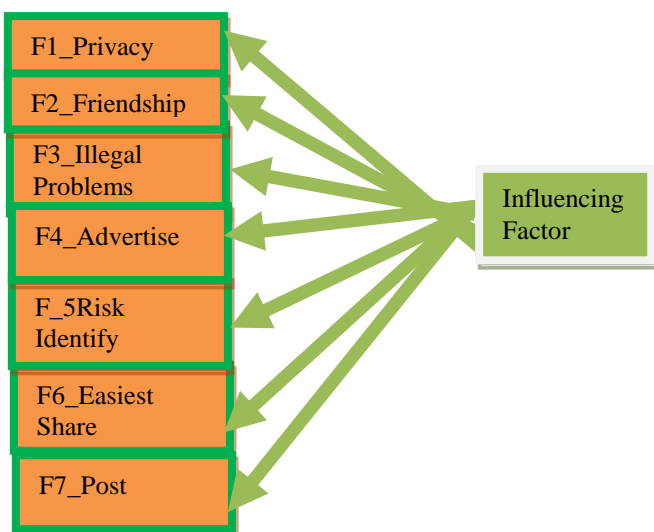 F1_Privacy
F2_Friendship
F3_Illegal
Problems
F4_Advertise
F_5Risk
Identify
F6_Easiest
Share
F7_Post
Influencing
Factor